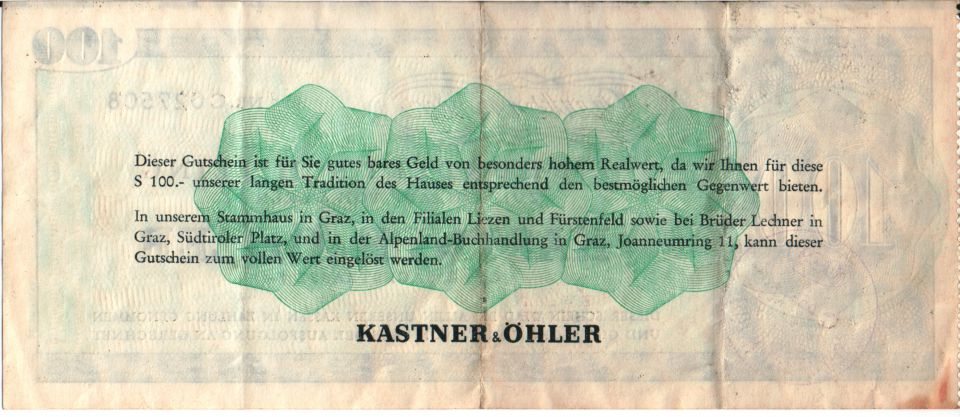 Dieser Gutschein ist für Sie gutes bares Geld von besonders hohem Realwert, da wir Ihnen für diese
S 100.- unserer langen Tradition des Hauses entsprechend den bestmöglichen Gegenwert bieten.
In unserem Stammhaus in Graz, in den Filialen Liezen und Fürstenfeld sowie bei Brüder Lechner in
Graz, Südtiroler Platz, und in der Alpenland-Buchhandlung in Graz, Joanneumring 11, kann dieser
Gutschein zum vollen Wert eingelöst werden.
KASTNER & ÖHLER